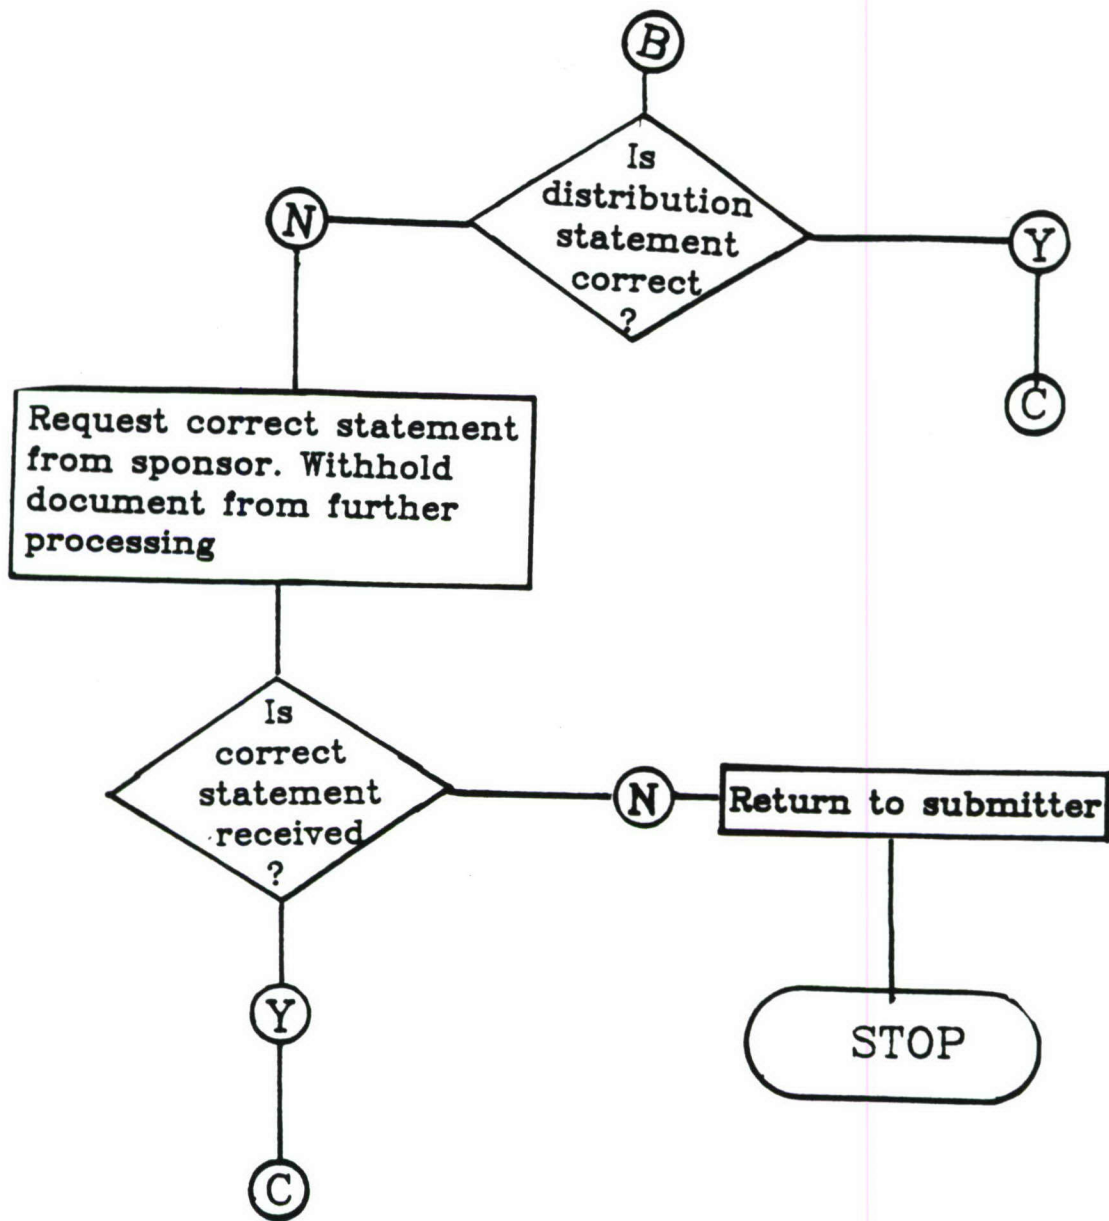 B
Is
distribution
statement
correct
?
N
Y
C
Request correct statement
from sponsor. Withhold
document from further
processing
Is
correct
statement
received
?
N
Return to submitter
STOP
Y
C